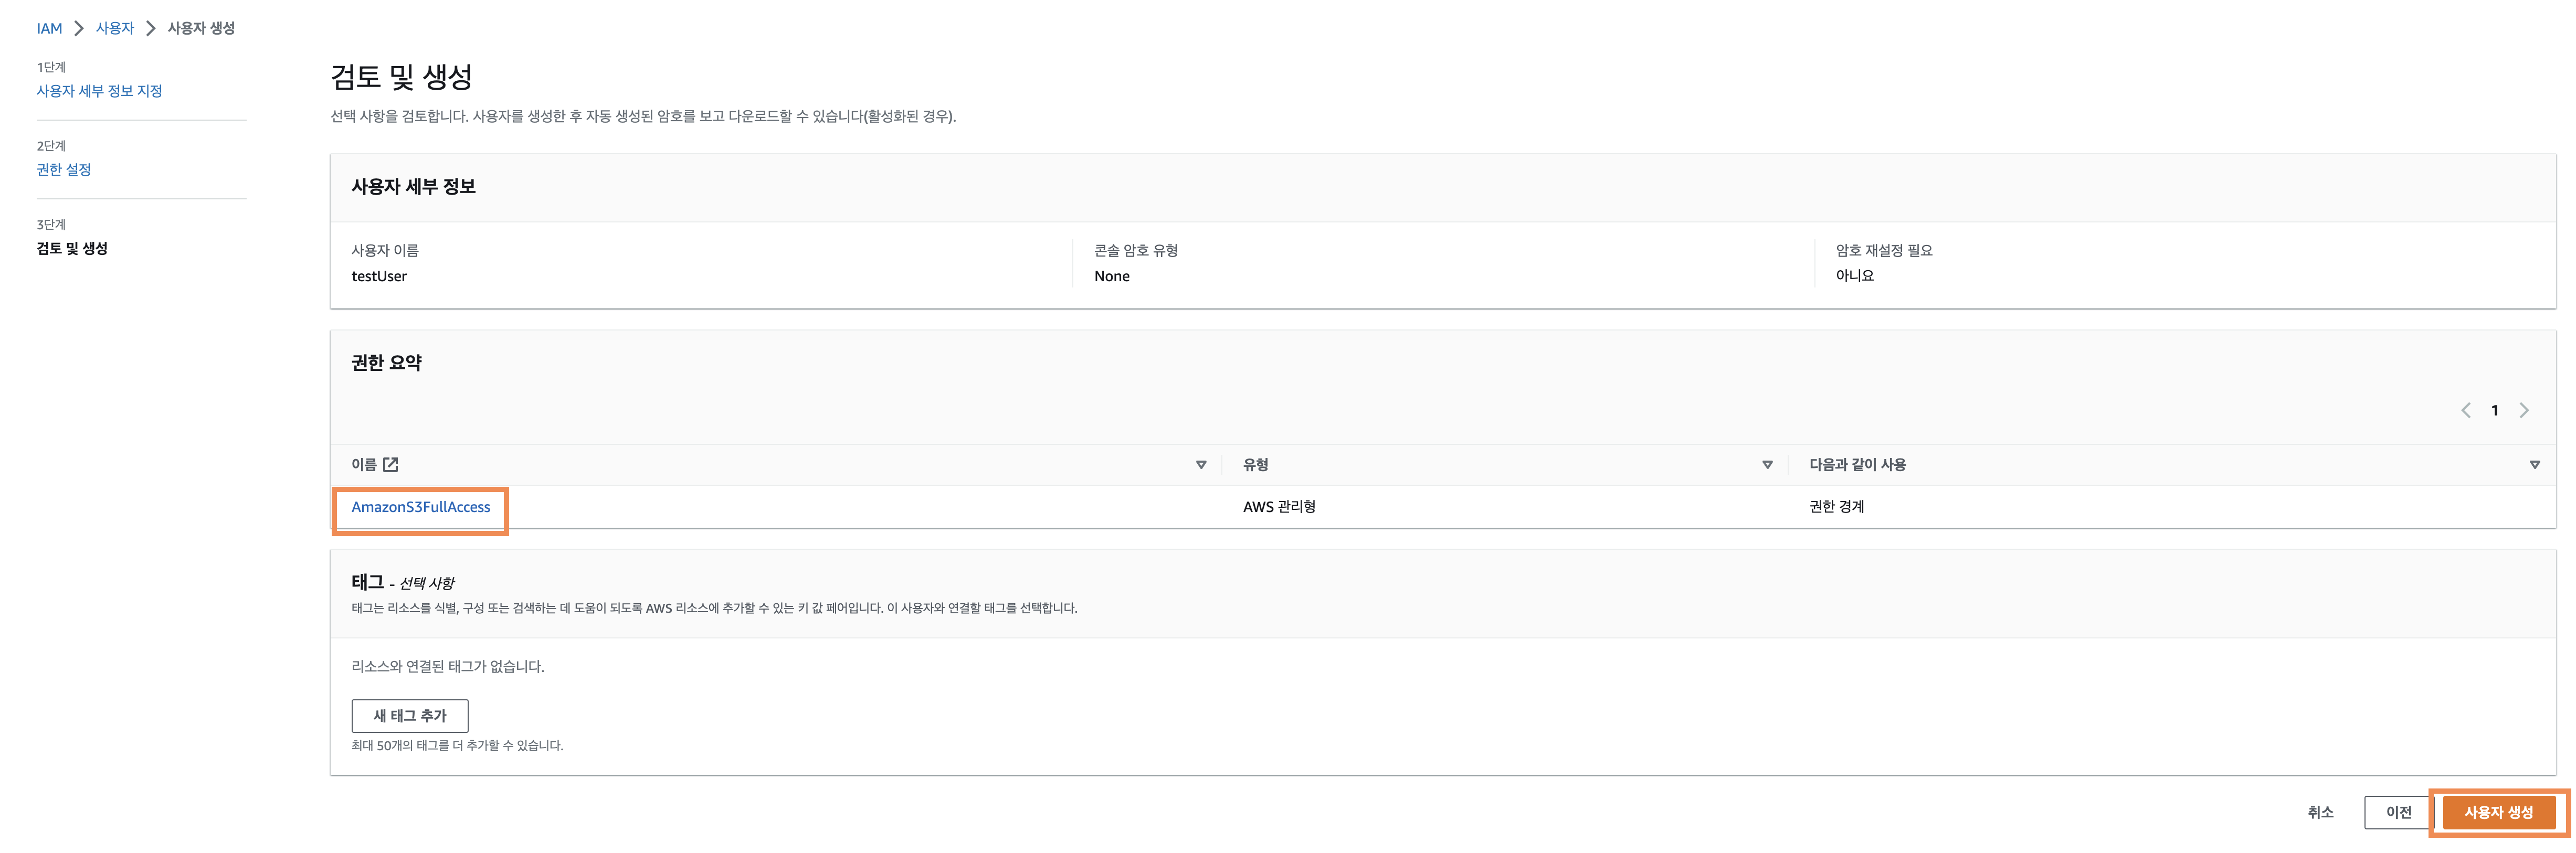 IAM > 사용자 > 사용자 생성
1단계
사용자 세부 정보 지정
2단계
권한 설정
3단계
검토 및 생성
검토 및 생성
선택 사항을 검토합니다. 사용자를 생성한 후 자동 생성된 암호를 보고 다운로드할 수 있습니다(활성화된 경우).
사용자 세부 정보
사용자 이름
testUser
콘솔 암호 유형
None
암호 재설정 필요
아니요
권한 요약
1
이름 유형 다음과 같이 사용
AmazonS3FullAccess AWS 관리형 권한 경계
태그 - 선택 사항
태그는 리소스를 식별, 구성 또는 검색하는 데 도움이 되도록 AWS 리소스에 추가할 수 있는 키 값 페어입니다. 이 사용자와 연결할 태그를 선택합니다.
리소스와 연결된 태그가 없습니다.
새 태그 추가
최대 50개의 태그를 더 추가할 수 있습니다.
취소 이전 사용자 생성